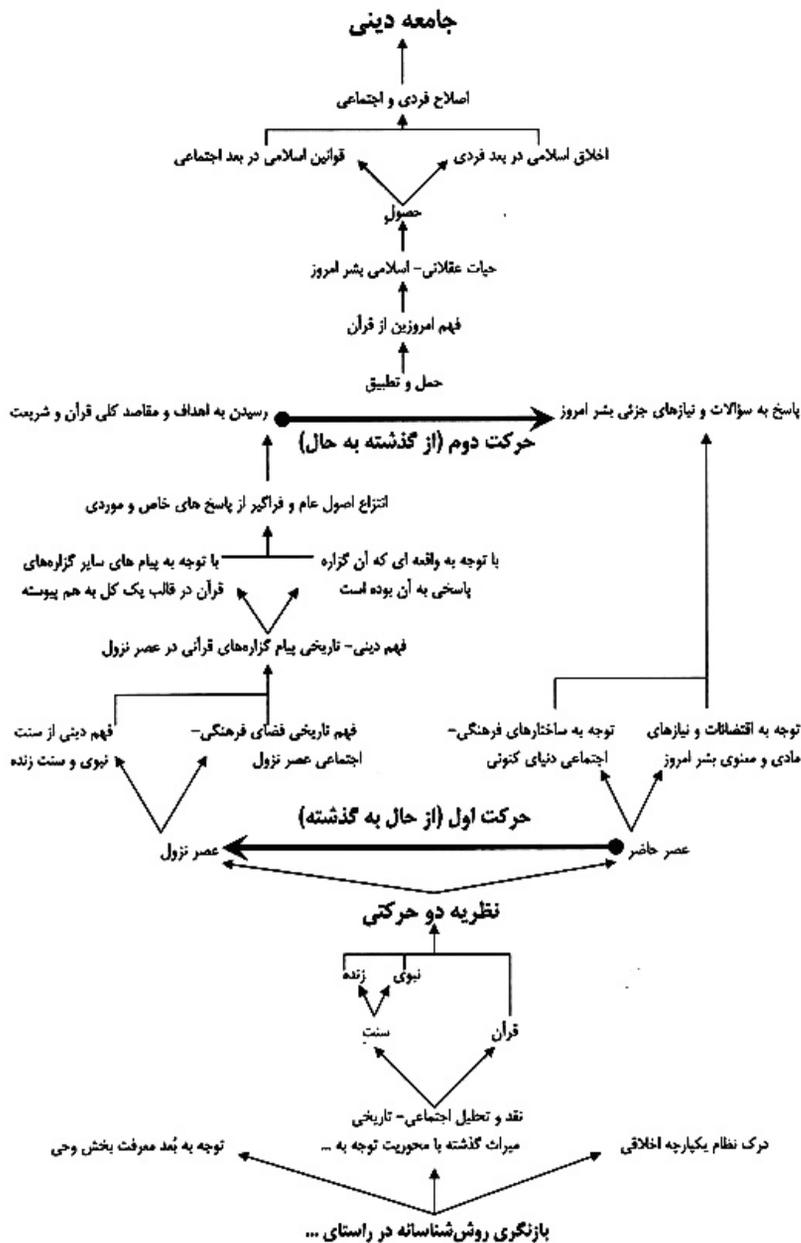 جامعه دینی
اصلاح فردی و اجتماعی
اخلاق اسلامی در بعد فردی
قوانین اسلامی در بعد اجتماعی
حصولِ
حیات عقلانی- اسلامی بشر امروز
فهم امروزین از قرآن
حمل و تطبیق
پاسخ به سؤالات و نیازهای جزئی بشر امروز
رسیدن به اهداف و مقاصد کلی قرآن و شریعت
حرکت دوم (از گذشته به حال)
انتزاع اصول عام و فراگیر از پاسخ های خاص و موردی
با توجه به واقعه ای که آن گزاره
پاسخی به آن بوده است
با توجه به پیام های سایر گزاره‌های
قرآن در قالب یک کل به هم پیوسته
فهم دینی- تاریخی پیام گزاره‌های قرآنی در عصر نزول
توجه به اقتضائات و نیازهای
مادی و معنوی بشر امروز
توجه به ساختارهای فرهنگی-
اجتماعی دنیای کنونی
فهم تاریخی فضای فرهنگی-
اجتماعی عصر نزول
فهم دینی از سنت
نبوی و سنت زنده
حرکت اول (از حال به گذشته)
عصر حاضر
عصر نزول
نظریه دو حرکتی
نبوی
زنده
قرآن
سنتِ
نقد و تحلیل اجتماعی- تاریخی
میراث گذشته با محوریت توجه به ...
درک نظام یکپارچه اخلاقی
توجه به بُعد معرفت بخش وحی
بازنگری روش‌شناسانه در راستای ...